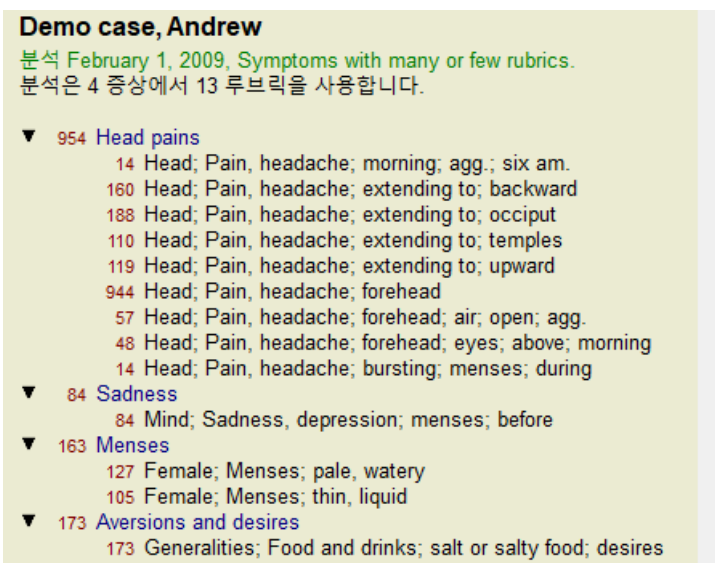 Demo case, Andrew
분석 February 1, 2009, Symptoms with many or few rubrics.
분석은 4 증상에서 13 루브릭을 사용합니다.
▼ 954 Head pains
14 Head; Pain, headache; morning; agg.; six am.
160 Head; Pain, headache; extending to; backward
188 Head; Pain, headache; extending to; occiput
110 Head; Pain, headache; extending to; temples
119 Head; Pain, headache; extending to; upward
944 Head; Pain, headache; forehead
57 Head; Pain, headache; forehead; air; open; agg.
48 Head; Pain, headache; forehead; eyes; above; morning
14 Head; Pain, headache; bursting; menses; during
▼ 84 Sadness
84 Mind; Sadness, depression; menses; before
▼ 163 Menses
127 Female; Menses; pale, watery
105 Female; Menses; thin, liquid
▼ 173 Aversions and desires
173 Generalities; Food and drinks; salt or salty food; desires